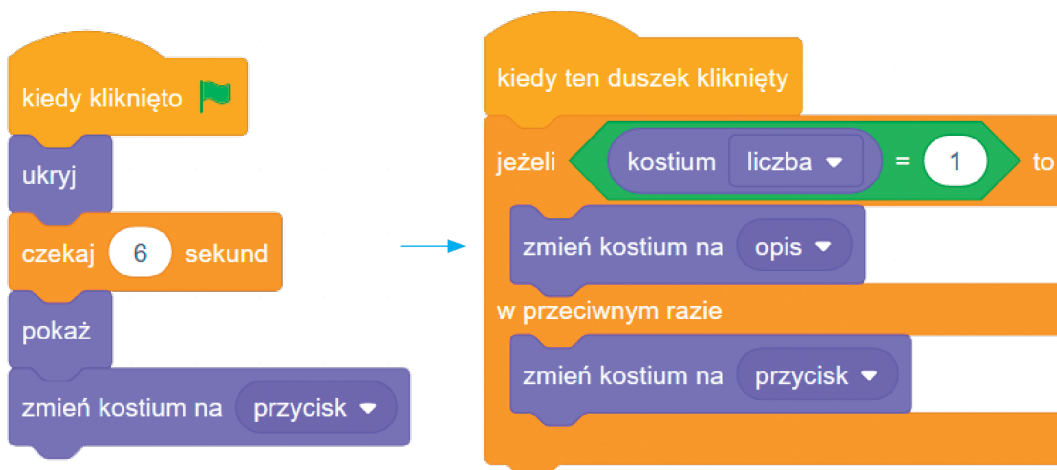 kiedy kliknięto
ukryj
czekaj 6 sekund
pokaż
zmień kostium na przycisk
kiedy ten duszek kliknięty
jeżeli kostium liczba = 1 to
zmień kostium na opis
w przeciwnym razie
zmień kostium na przycisk